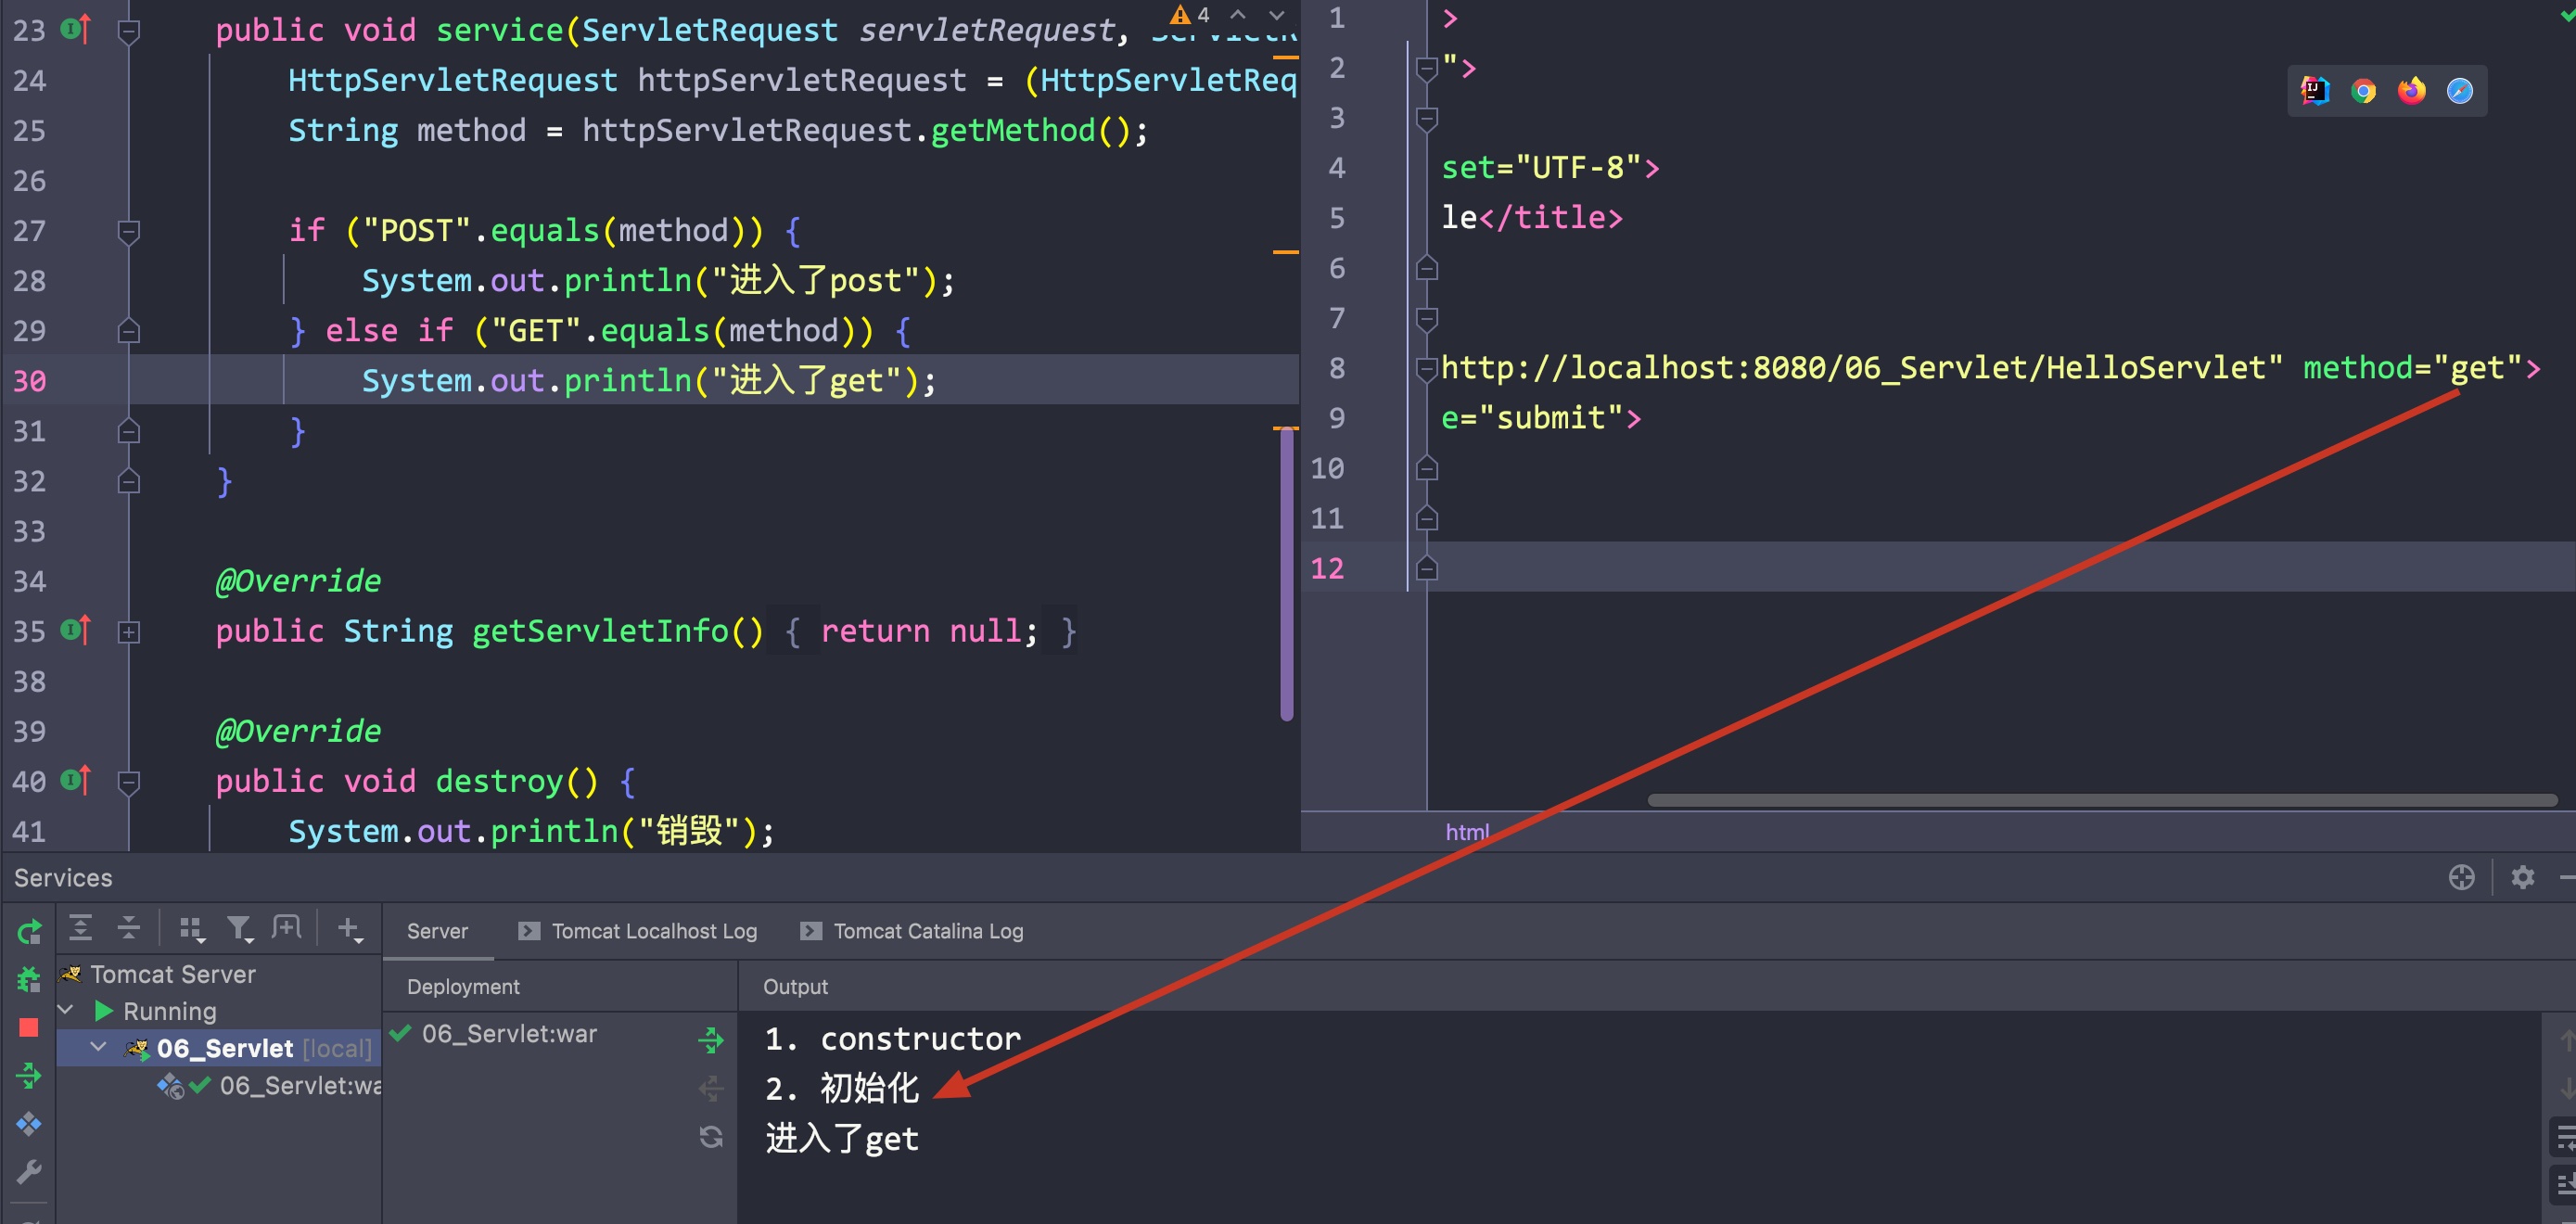 23 public void service(ServletRequest servletRequest,
24 HttpServletRequest httpServletRequest = (HttpServletReq
25 String method = httpServletRequest.getMethod();
26
27 if ("POST".equals(method)) {
28 System.out.println("进入了post");
29 } else if ("GET".equals(method)) {
30 System.out.println("进入了get");
31 }
32 }
33
34 @Override
35 public String getServletInfo() { return null; }
38
39 @Override
40 public void destroy() {
41 System.out.println("销毁");
4
1 >
2 ">
3
4 set="UTF-8">
5 le</title>
6
7
8 http://localhost:8080/06_Servlet/HelloServlet" method="get">
9 e="submit">
10
11
12
html
Services
Server
Tomcat Localhost Log
Tomcat Catalina Log
Tomcat Server
Running
06_Servlet [local]
06_Servlet:wa
Deployment
06_Servlet:war
Output
1. constructor
2. 初始化
进入了get